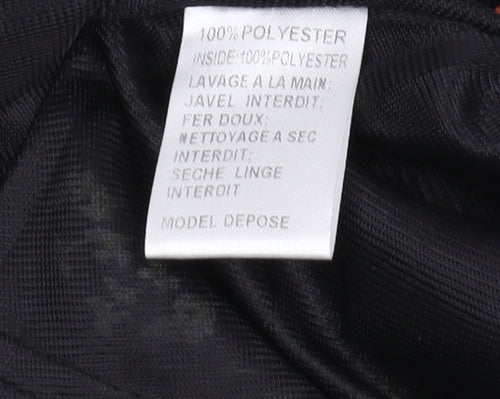 100% POLYESTER
INSIDE:100%POLYESTER
LAVAGE A LA MAIN;
JAVEL INTERDIT;
FER DOUX;
NETTOYAGE A SEC
INTERDIT;
SECHE LINGE
INTERDIT
MODEL DEPOSE